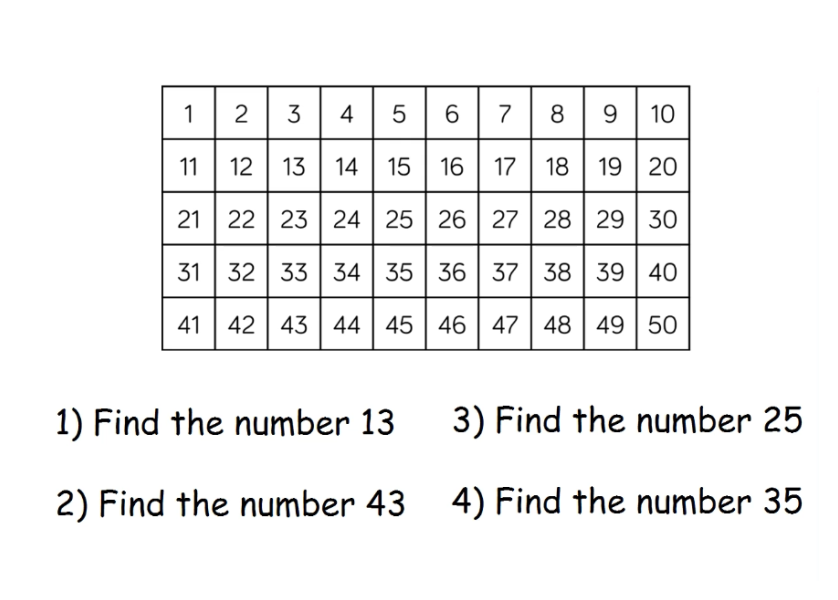 1 2 3 4 5 6 7 8 9 10
11 12 13 14 15 16 17 18 19 20
21 22 23 24 25 26 27 28 29 30
31 32 33 34 35 36 37 38 39 40
41 42 43 44 45 46 47 48 49 50
1) Find the number 13
3) Find the number 25
2) Find the number 43
4) Find the number 35